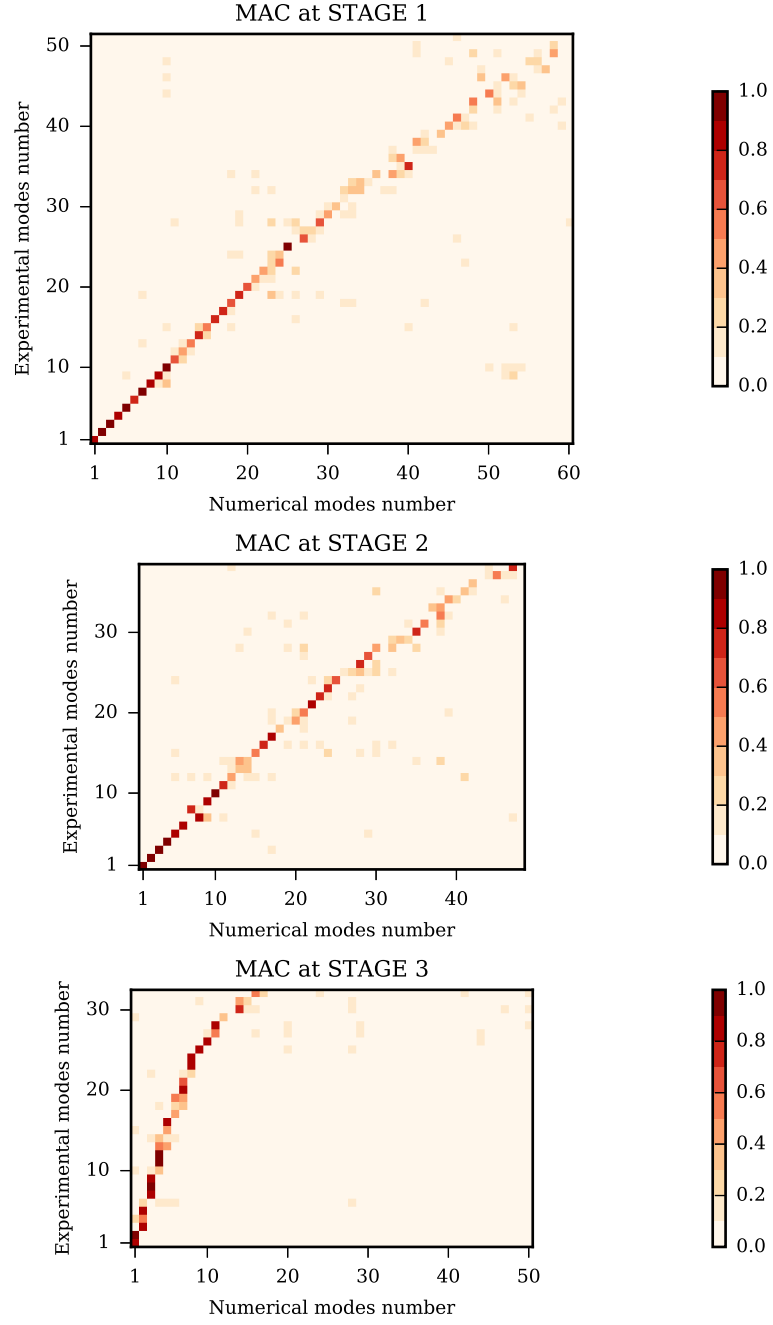 MAC at STAGE 1
50
40
30
20
10
1
Experimental modes number
1 10 20 30 40 50 60
Numerical modes number
1.0
0.8
0.6
0.4
0.2
0.0
MAC at STAGE 2
30
20
10
1
Experimental modes number
1 10 20 30 40
Numerical modes number
1.0
0.8
0.6
0.4
0.2
0.0
MAC at STAGE 3
30
20
10
1
Experimental modes number
1 10 20 30 40 50
Numerical modes number
1.0
0.8
0.6
0.4
0.2
0.0